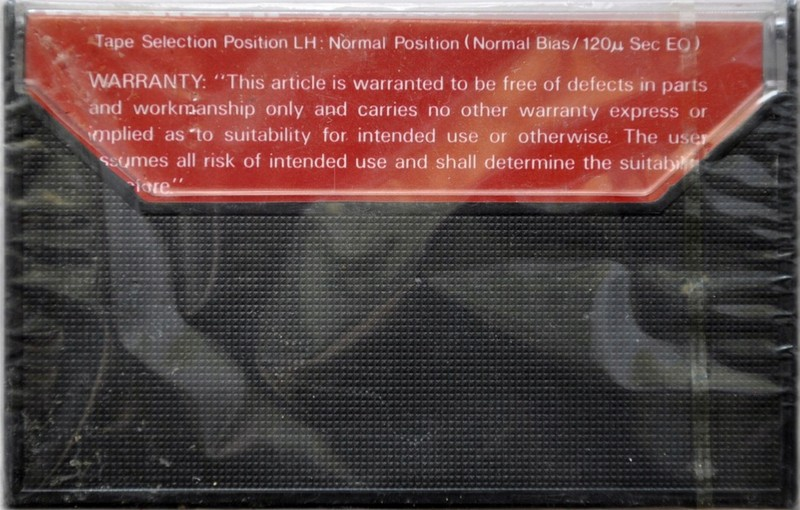 Tape Selection Position LH: Normal Position (Normal Bias/120μ Sec EQ)
WARRANTY: "This article is warranted to be free of defects in parts
and workmanship only and carries no other warranty express or
implied as to suitability for intended use or otherwise. The user
assumes all risk of intended use and shall determine the suitability